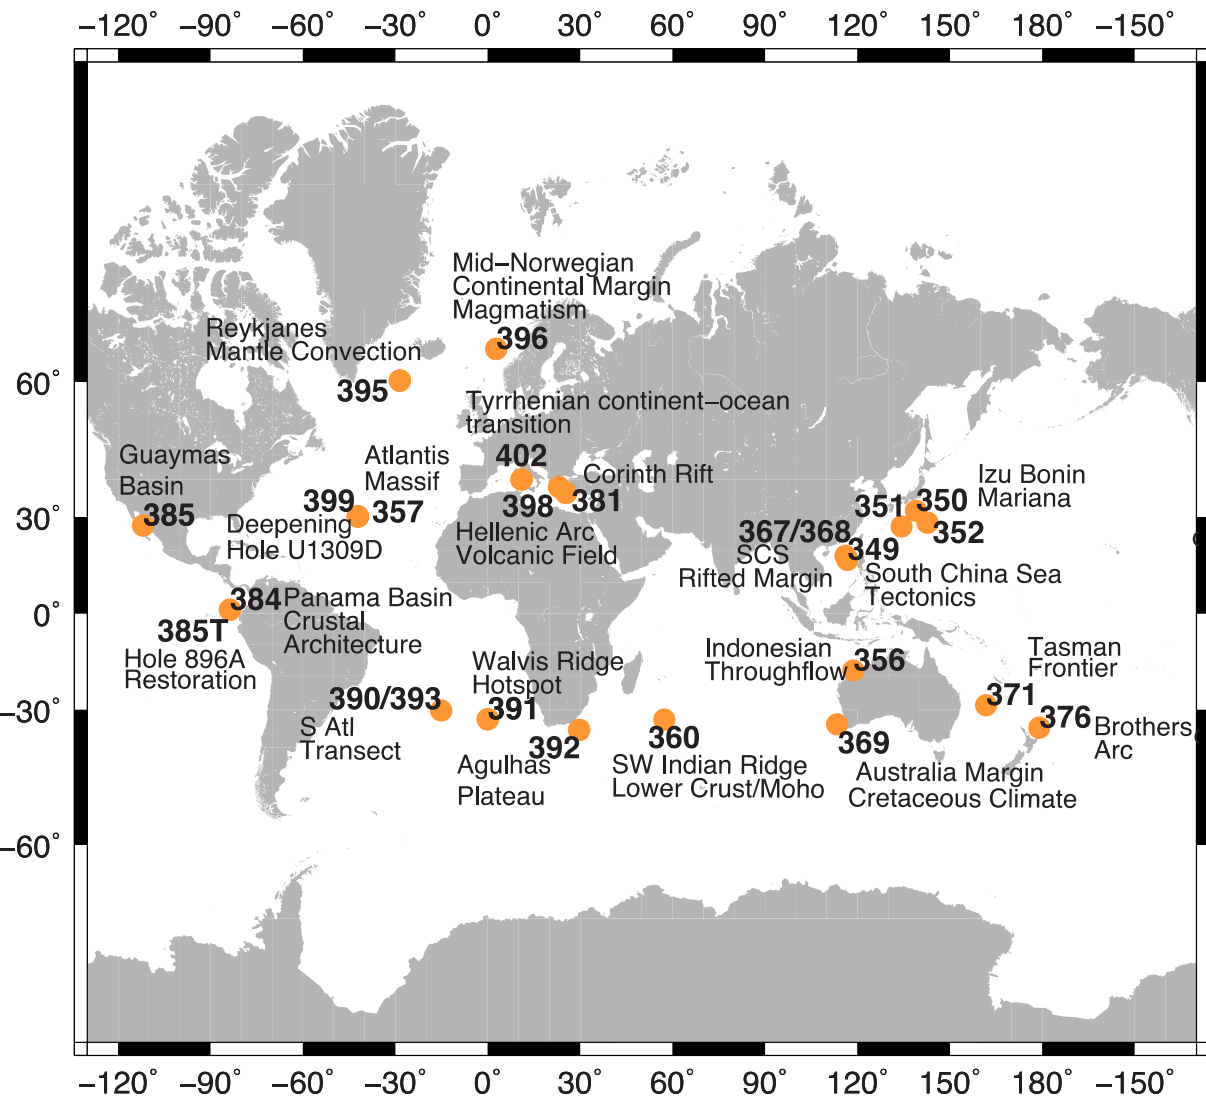 −120° −90° −60° −30° 0° 30° 60° 90° 120° 150° 180° −150°
Mid−Norwegian
Continental Margin
Magmatism
396
Reykjanes
Mantle Convection
395
60°
Tyrrhenian continent−ocean
transition
402
Guaymas
Basin
385
Atlantis
Massif
399
357
Deepening
Hole U1309D
Corinth Rift
398
381
Hellenic Arc
Volcanic Field
Izu Bonin
Mariana
351
350
352
30°
367/368
SCS
Rifted Margin
349
South China Sea
Tectonics
384
Panama Basin
Crustal
Architecture
0°
385T
Hole 896A
Restoration
Indonesian
Throughflow
356
Tasman
Frontier
371
Walvis Ridge
Hotspot
391
390/393
S Atl
Transect
−30°
392
Agulhas
Plateau
360
SW Indian Ridge
Lower Crust/Moho
369
Australia Margin
Cretaceous Climate
376
Brothers
Arc
−60°
−120° −90° −60° −30° 0° 30° 60° 90° 120° 150° 180° −150°